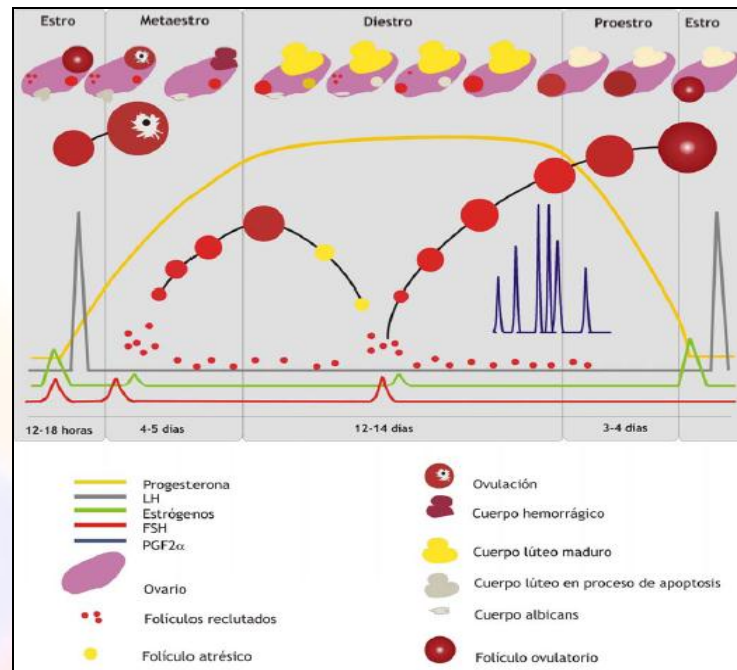 Estro
Metaestro
Diestro
Proestro
Estro
12-18 horas
4-5 dias
12-14 días
3-4 dias
Progesterona
LH
Estrógenos
FSH
PGF2α
Ovario
Folículos reclutados
Folículo atrésico
Ovulación
Cuerpo hemorrágico
Cuerpo lúteo maduro
Cuerpo lúteo en proceso de apoptosis
Cuerpo albicans
Folículo ovulatorio